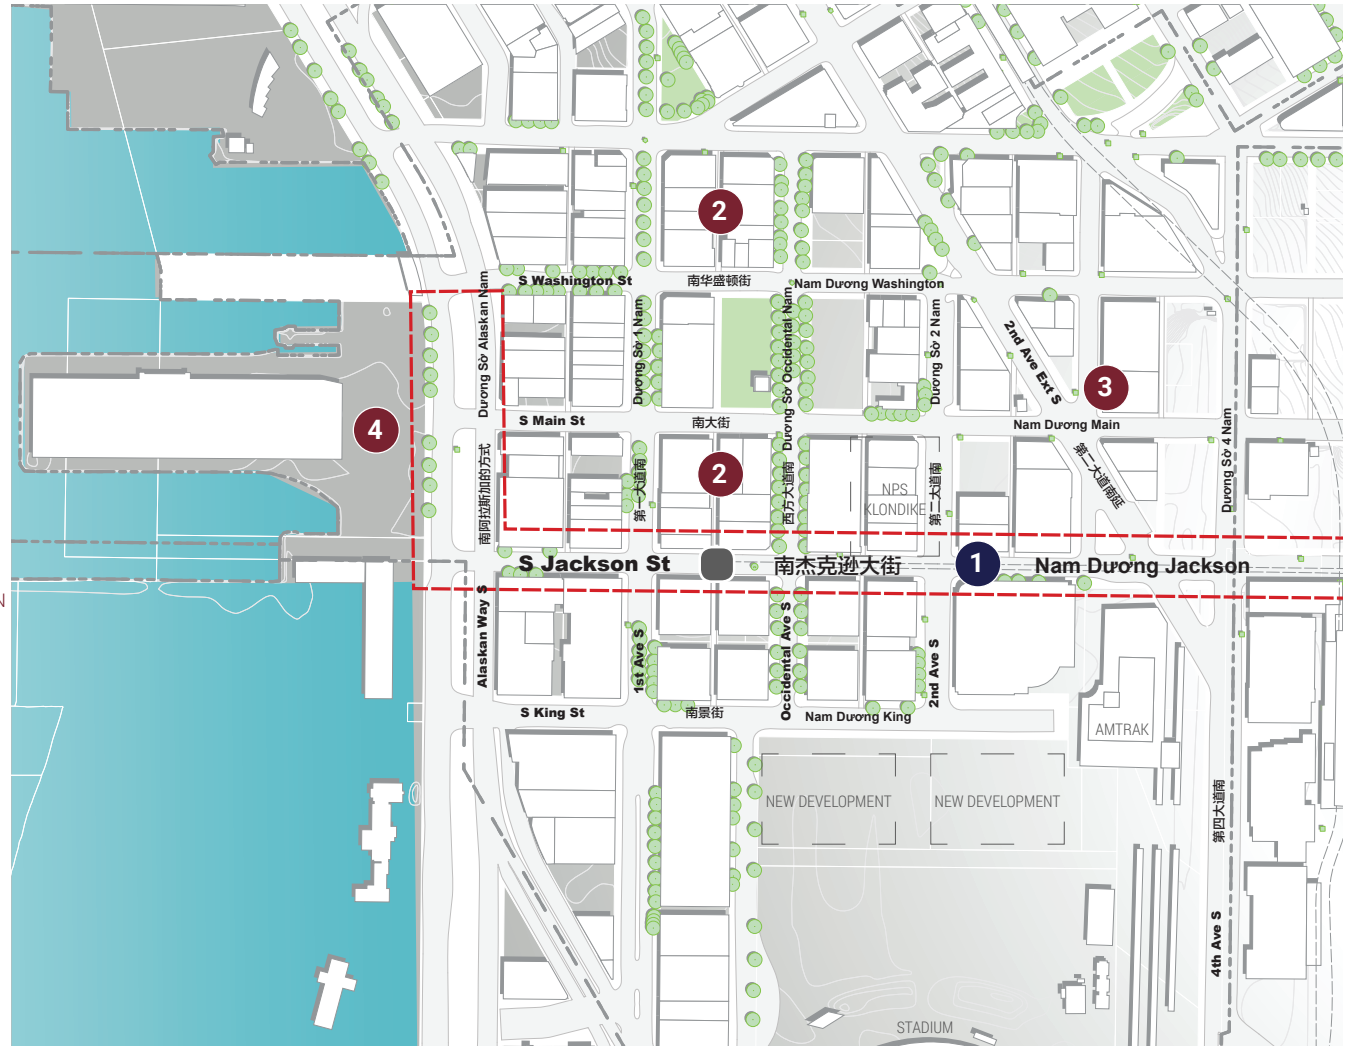 2
S Washington St
南华盛顿街
Nam Dương Washington
Dương Sở Alaskan Nam
Dương Sở 1 Nam
Dương Sở Occidental Nam
Dương Sở 2 Nam
2nd Ave Ext S
3
S Main St
南大街
Nam Dương Main
4
Dương Sở 4 Nam
南阿拉斯加的方式
第一大道南
2
西方大道南
NPS
KLONDIKE
第二大道南
第二大道南延
S Jackson St
南杰克逊大街
1
Nam Dương Jackson
N
Alaskan Way S
1st Ave S
Occidental Ave S
2nd Ave S
S King St
南景街
Nam Dương King
AMTRAK
NEW DEVELOPMENT
NEW DEVELOPMENT
第四大道南
4th Ave S
STADIUM